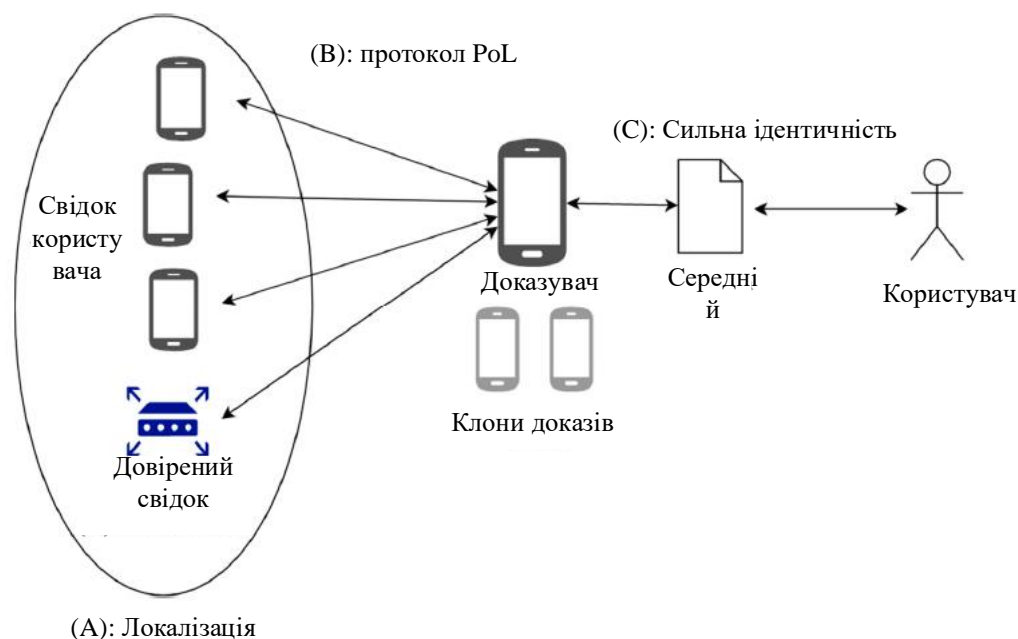 (B): протокол PoL
(C): Сильна ідентичність
Свідок
користу
вача
Доказувач
Середні
й
Користувач
Клони доказів
Довірений
свідок
(A): Локалізація